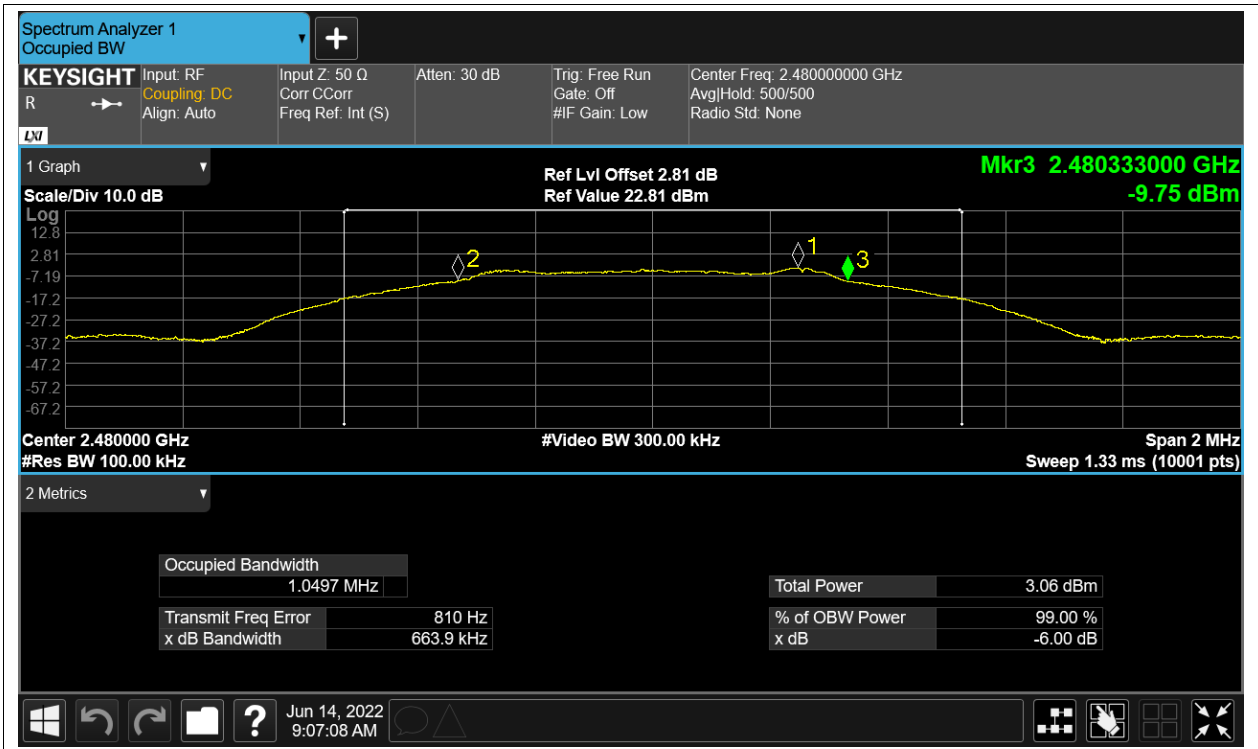 Spectrum Analyzer 1
Occupied BW
KEYSIGHT
R
LXI
Input: RF
Coupling: DC
Align: Auto
Input Z: 50 Ω
Corr CCorr
Freq Ref: Int (S)
Atten: 30 dB
Trig: Free Run
Gate: Off
#IF Gain: Low
Center Freq: 2.480000000 GHz
Avg|Hold: 500/500
Radio Std: None
1 Graph
Scale/Div 10.0 dB
Ref Lvl Offset 2.81 dB
Ref Value 22.81 dBm
Mkr3 2.480333000 GHz
-9.75 dBm
Log
12.8
2.81
-7.19
-17.2
-27.2
-37.2
-47.2
-57.2
-67.2
2
1
3
Center 2.480000 GHz
#Res BW 100.00 kHz
#Video BW 300.00 kHz
Span 2 MHz
Sweep 1.33 ms (10001 pts)
2 Metrics
Occupied Bandwidth
1.0497 MHz
Transmit Freq Error 810 Hz
x dB Bandwidth 663.9 kHz
Total Power 3.06 dBm
% of OBW Power 99.00 %
x dB -6.00 dB
?
Jun 14, 2022
9:07:08 AM